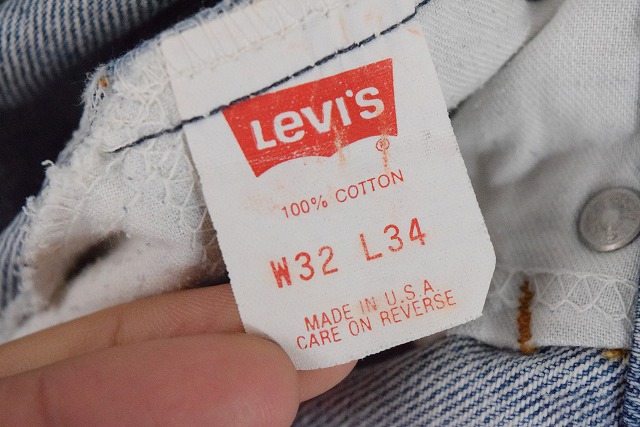 Levi's
®
100% COTTON
W32 L34
MADE IN U.S.A.
CARE ON REVERSE